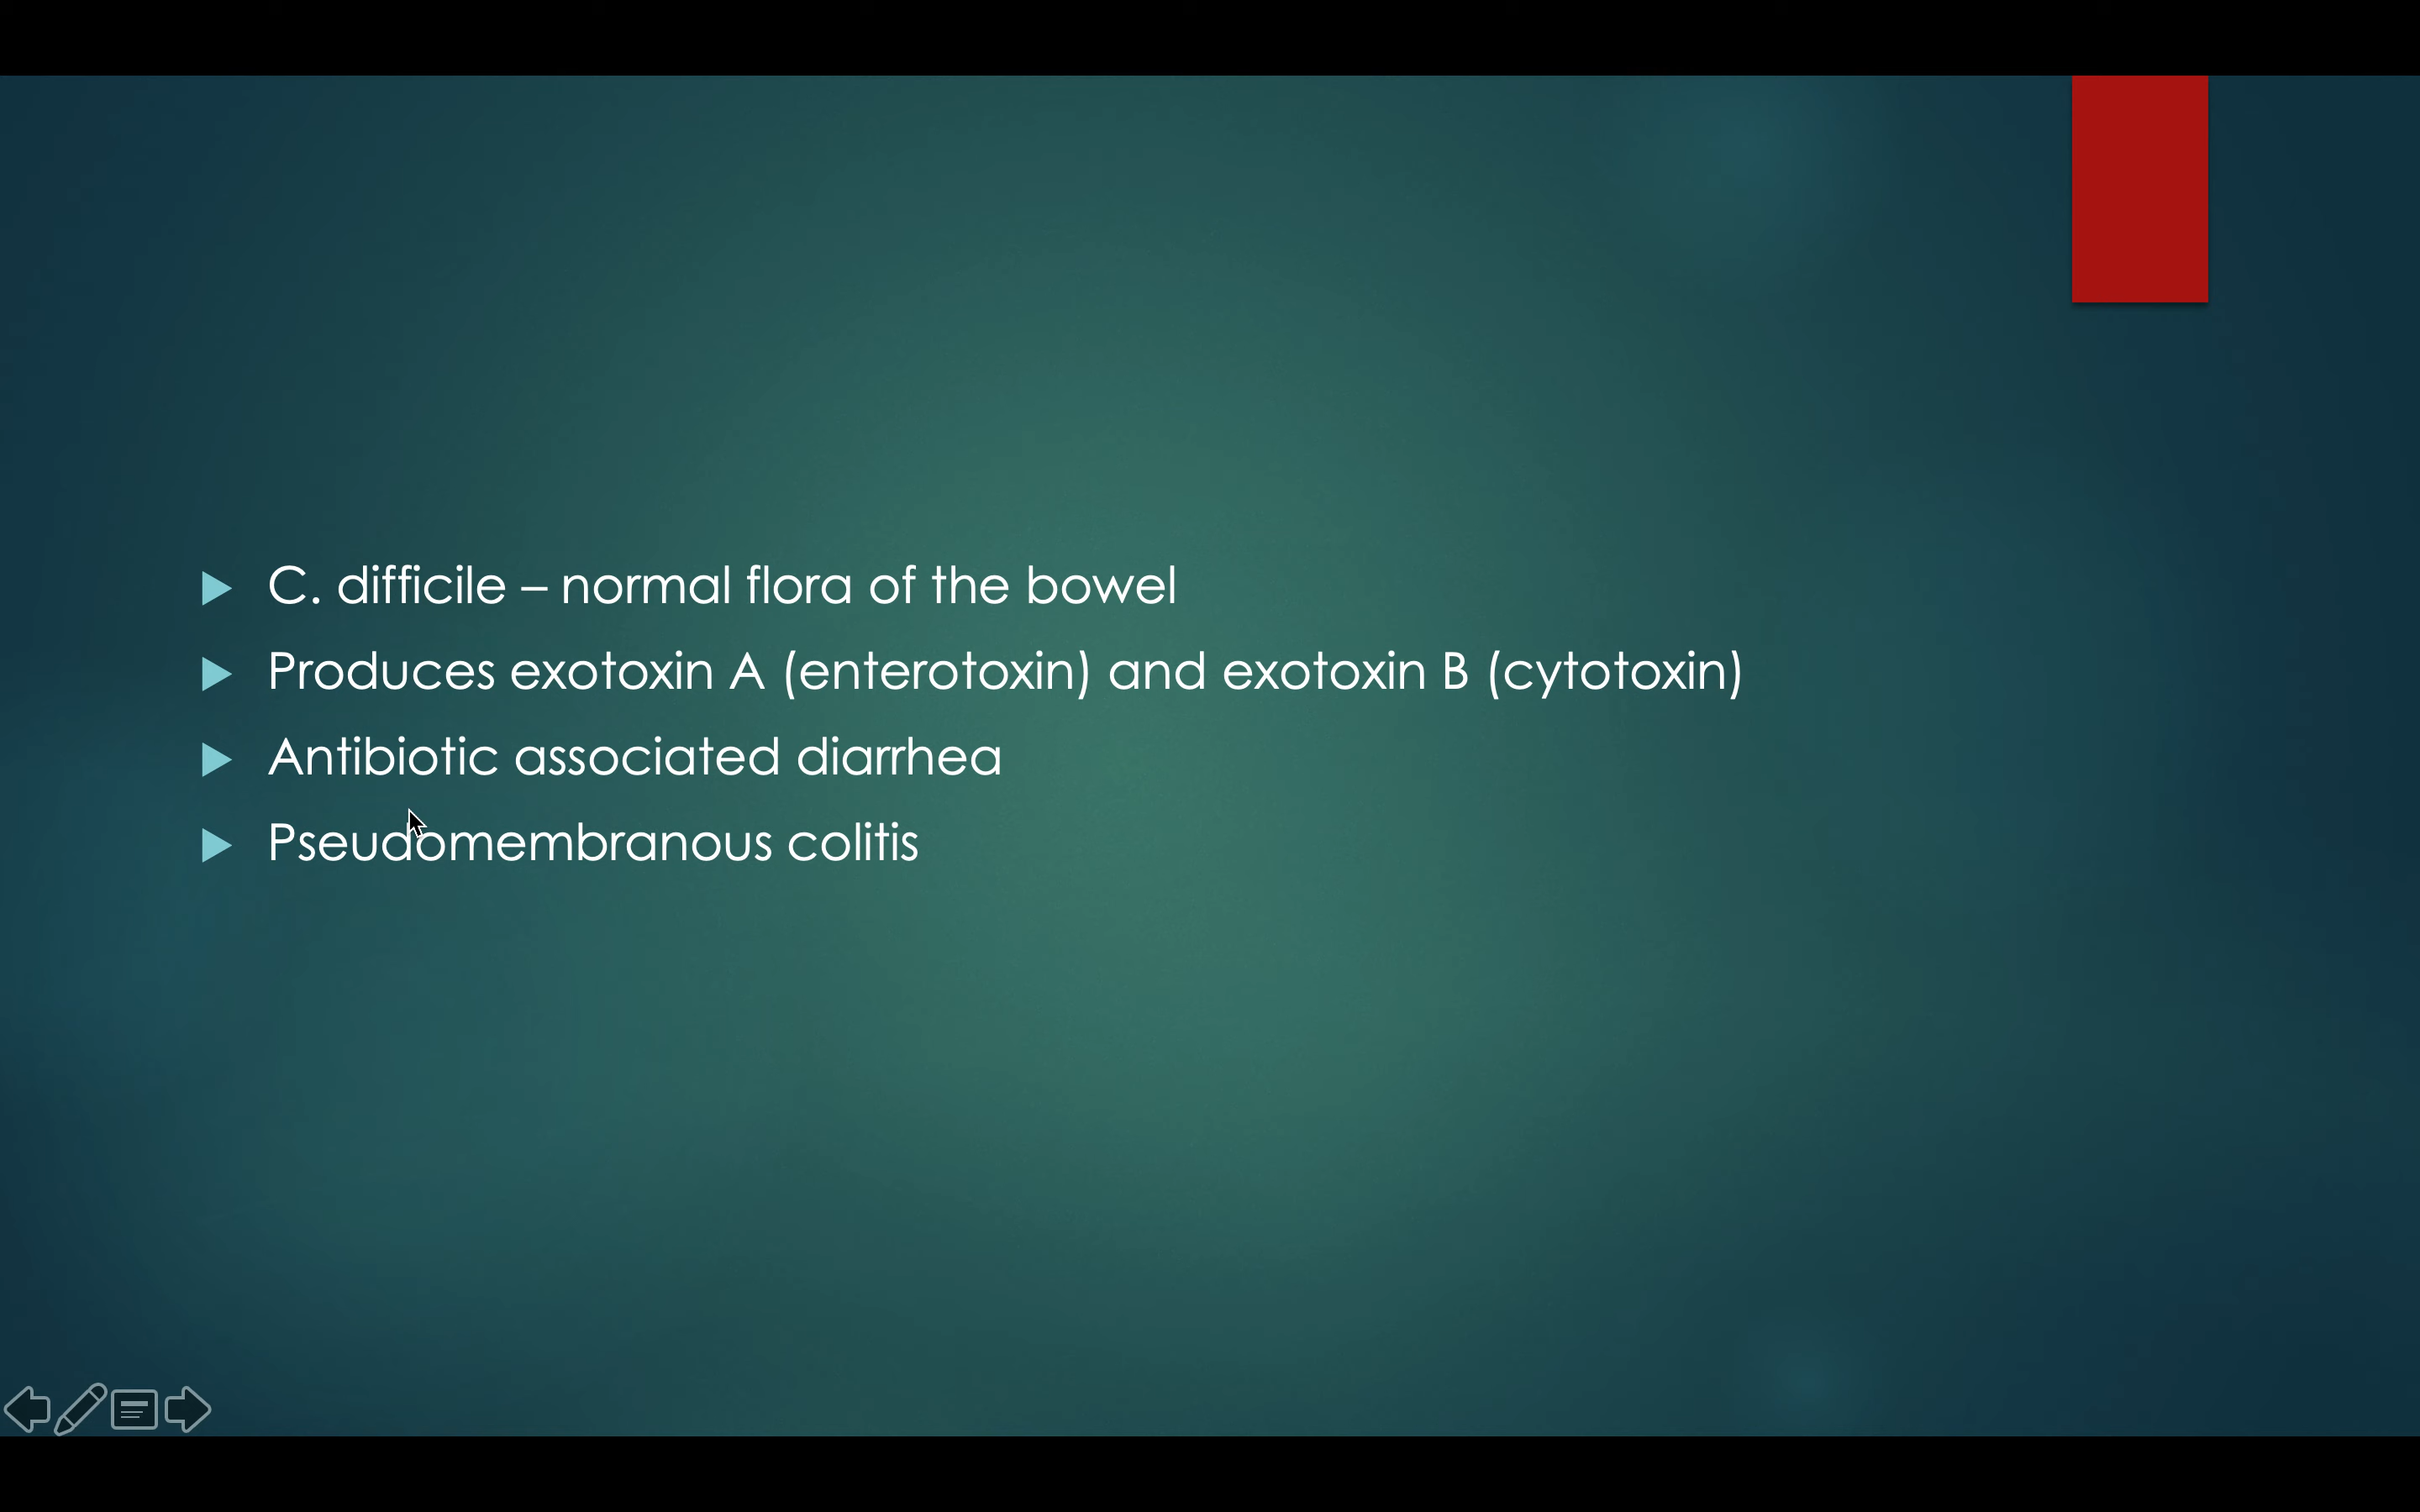 C. difficile – normal flora of the bowel
Produces exotoxin A (enterotoxin) and exotoxin B (cytotoxin)
Antibiotic associated diarrhea
Pseudomembranous colitis